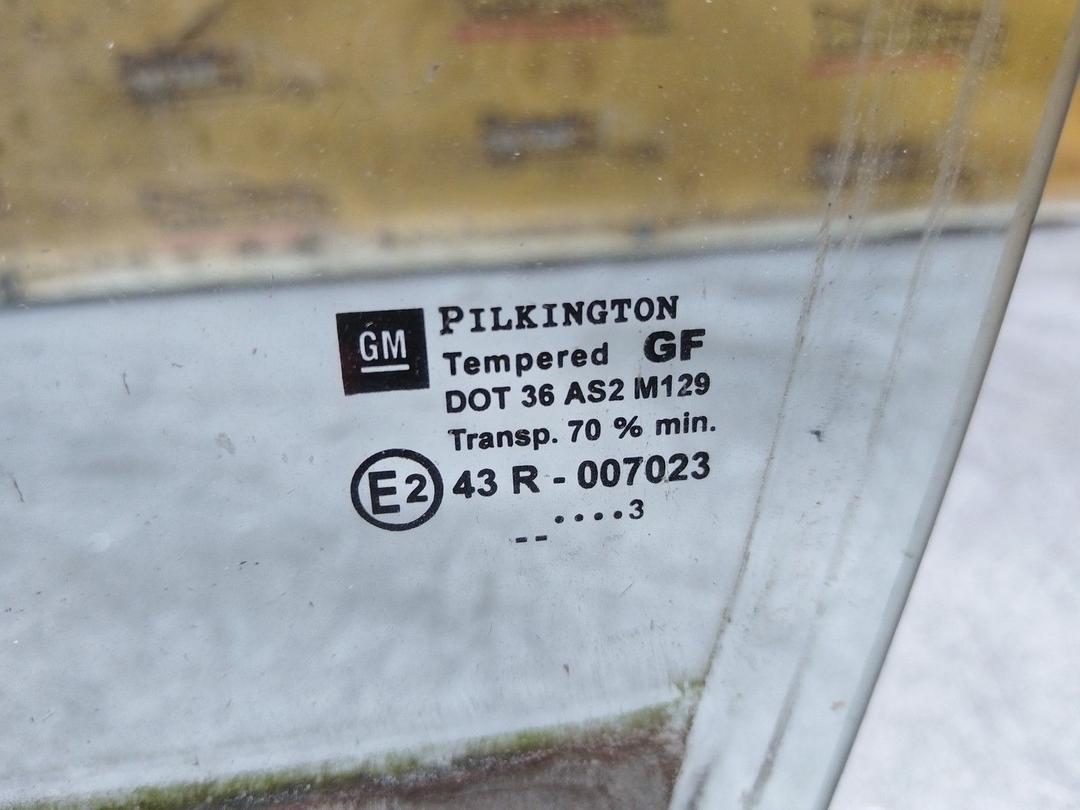 GM
PILKINGTON
Tempered GF
DOT 36 AS2 M129
Transp. 70 % min.
E2 43 R - 007023
....3
--